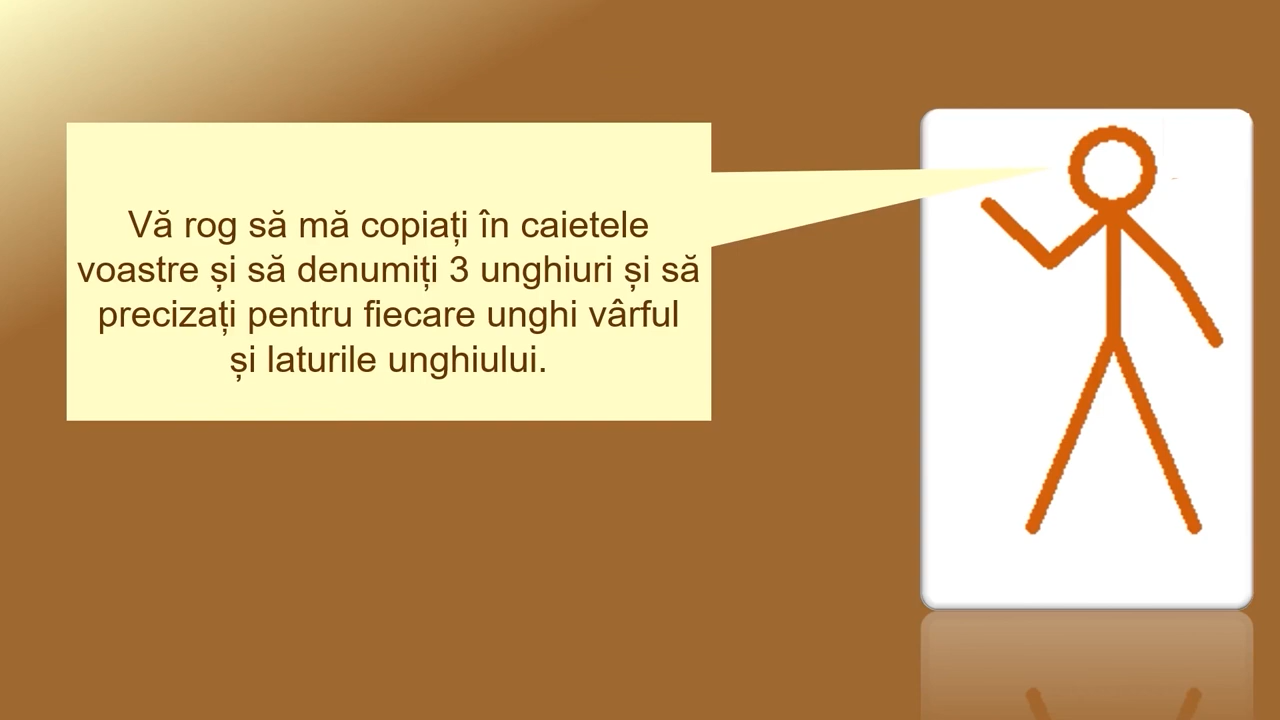 Vă rog să mă copiați în caietele
voastre și să denumiți 3 unghiuri și să
precizați pentru fiecare unghi vârful
și laturile unghiului.